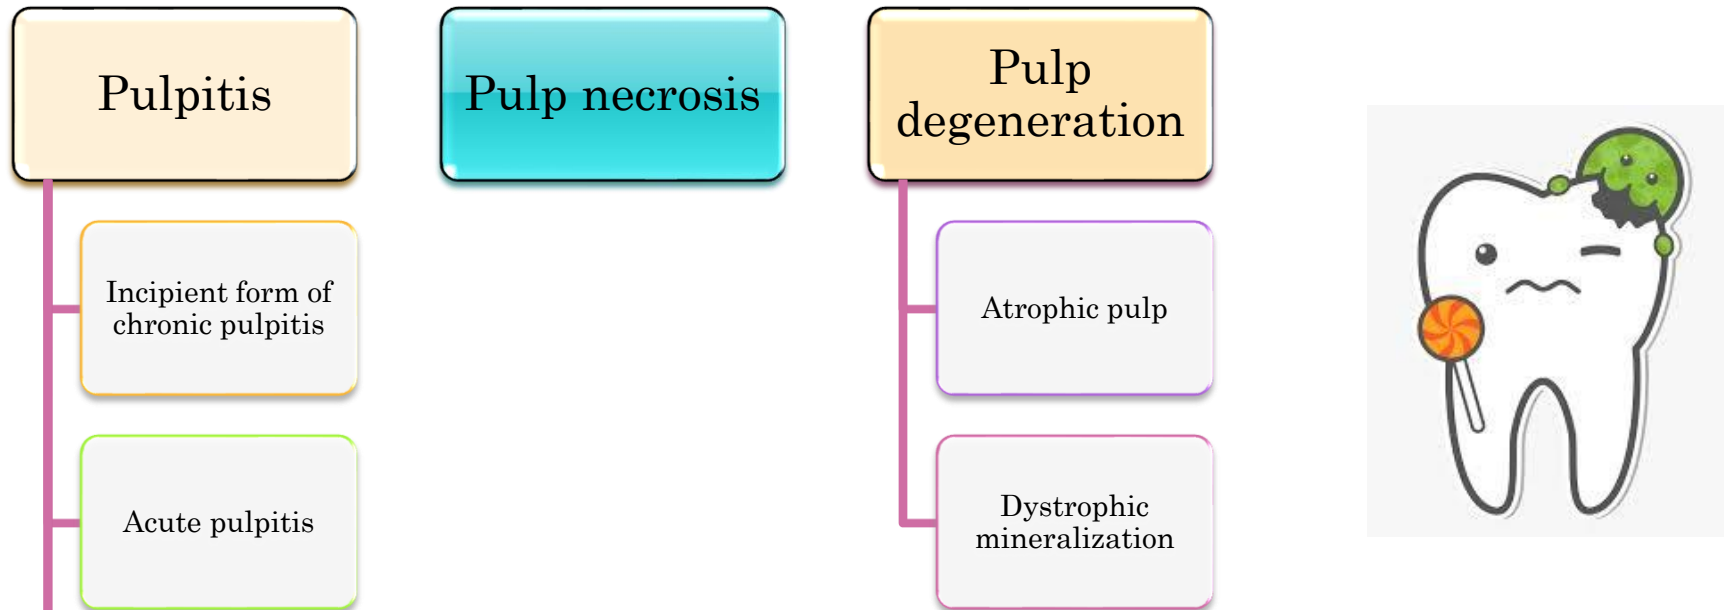 Pulpitis
Incipient form of
chronic pulpitis
Acute pulpitis
Pulp necrosis
Pulp
degeneration
Atrophic pulp
Dystrophic
mineralization